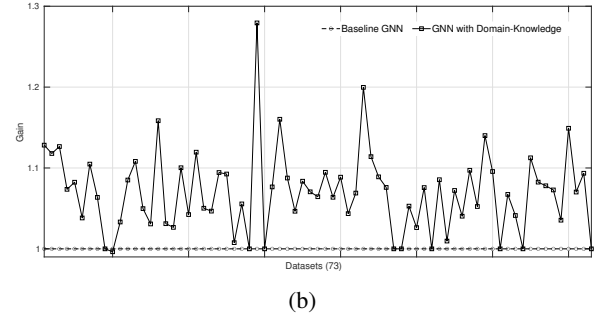 1.3
Baseline GNN GNN with Domain-Knowledge
1.2
Gain
1.1
1
Datasets (73)
(b)